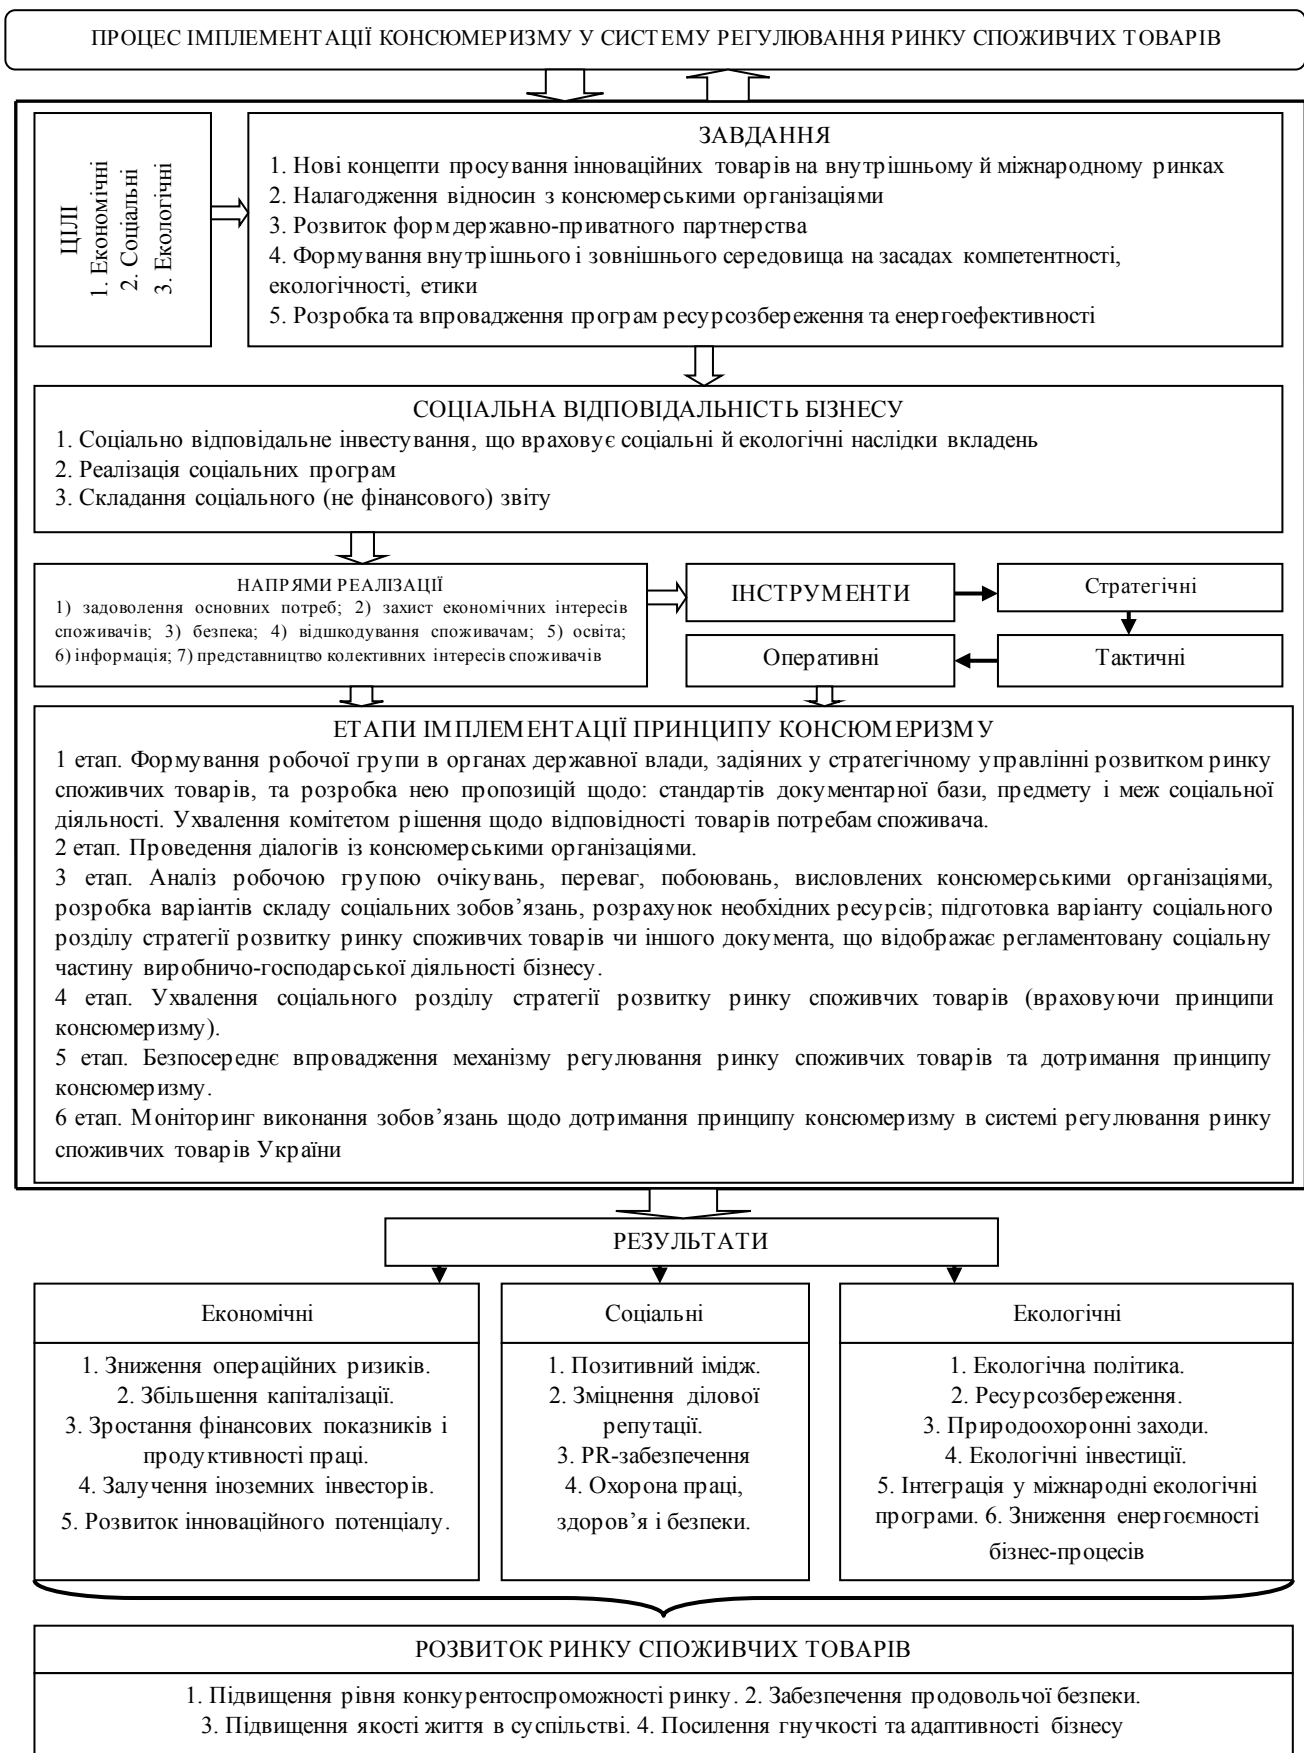 ПРОЦЕС ІМПЛЕМЕНТАЦІЇ КОНСЮМЕРИЗМУ У СИСТЕМУ РЕГУЛЮВАННЯ РИНКУ СПОЖИВЧИХ ТОВАРІВ
ЦІЛІ
1. Економічні
2. Соціальні
3. Екологічні
ЗАВДАННЯ
1. Нові концепти просування інноваційних товарів на внутрішньому й міжнародному ринках
2. Налагодження відносин з консюмерськими організаціями
3. Розвиток форм державно-приватного партнерства
4. Формування внутрішнього і зовнішнього середовища на засадах компетентності,
екологічності, етики
5. Розробка та впровадження програм ресурсозбереження та енергоефективності
СОЦІАЛЬНА ВІДПОВІДАЛЬНІСТЬ БІЗНЕСУ
1. Соціально відповідальне інвестування, що враховує соціальні й екологічні наслідки вкладень
2. Реалізація соціальних програм
3. Складання соціального (не фінансового) звіту
НАПРЯМИ РЕАЛІЗАЦІЇ
1) задоволення основних потреб; 2) захист економічних інтересів
споживачів; 3) безпека; 4) відшкодування споживачам; 5) освіта;
6) інформація; 7) представництво колективних інтересів споживачів
ІНСТРУМЕНТИ
Стратегічні
Оперативні
Тактичні
ЕТАПИ ІМПЛЕМЕНТАЦІЇ ПРИНЦИПУ КОНСЮМЕРИЗМУ
1 етап. Формування робочої групи в органах державної влади, задіяних у стратегічному управлінні розвитком ринку
споживчих товарів, та розробка нею пропозицій щодо: стандартів документарної бази, предмету і меж соціальної
діяльності. Ухвалення комітетом рішення щодо відповідності товарів потребам споживача.
2 етап. Проведення діалогів із консюмерськими організаціями.
3 етап. Аналіз робочою групою очікувань, переваг, побоювань, висловлених консюмерськими організаціями,
розробка варіантів складу соціальних зобов’язань, розрахунок необхідних ресурсів; підготовка варіанту соціального
розділу стратегії розвитку ринку споживчих товарів чи іншого документа, що відображає регламентовану соціальну
частину виробничо-господарської діяльності бізнесу.
4 етап. Ухвалення соціального розділу стратегії розвитку ринку споживчих товарів (враховуючи принципи
консюмеризму).
5 етап. Безпосереднє впровадження механізму регулювання ринку споживчих товарів та дотримання принципу
консюмеризму.
6 етап. Моніторинг виконання зобов’язань щодо дотримання принципу консюмеризму в системі регулювання ринку
споживчих товарів України
РЕЗУЛЬТАТИ
Економічні
1. Зниження операційних ризиків.
2. Збільшення капіталізації.
3. Зростання фінансових показників і
продуктивності праці.
4. Залучення іноземних інвесторів.
5. Розвиток інноваційного потенціалу.
Соціальні
1. Позитивний імідж.
2. Зміцнення ділової
репутації.
3. PR-забезпечення
4. Охорона праці,
здоров’я і безпеки.
Екологічні
1. Екологічна політика.
2. Ресурсозбереження.
3. Природоохоронні заходи.
4. Екологічні інвестиції.
5. Інтеграція у міжнародні екологічні
програми. 6. Зниження енергоємності
бізнес-процесів
РОЗВИТОК РИНКУ СПОЖИВЧИХ ТОВАРІВ
1. Підвищення рівня конкурентоспроможності ринку. 2. Забезпечення продовольчої безпеки.
3. Підвищення якості життя в суспільстві. 4. Посилення гнучкості та адаптивності бізнесу